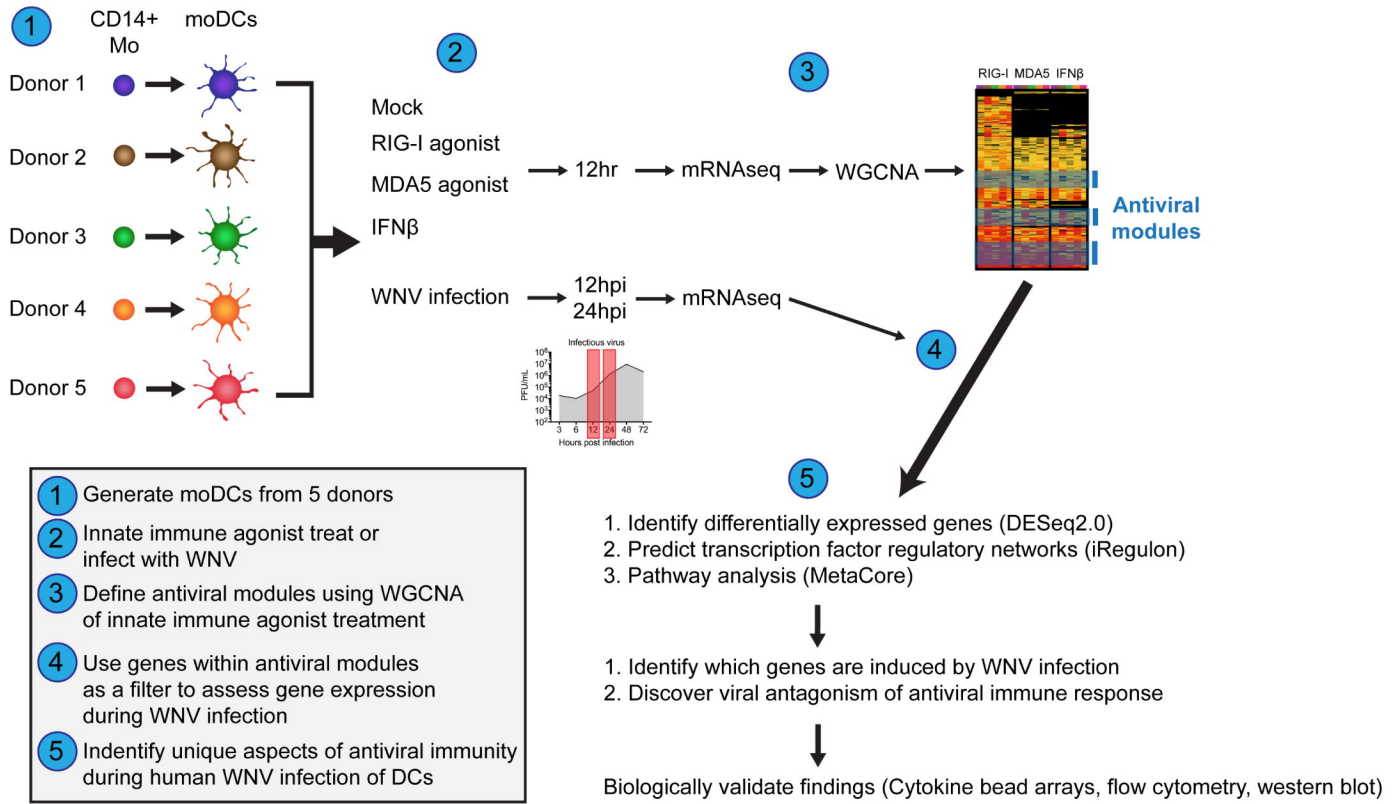 1
CD14+
Mo
moDCs
Donor 1
Donor 2
Donor 3
Donor 4
Donor 5
2
Mock
RIG-I agonist
MDA5 agonist
IFNβ
12hr
mRNAseq
WGCNA
3
RIG-I MDA5 IFNβ
Antiviral
modules
WNV infection
12hpi
24hpi
mRNAseq
4
Infectious virus
PFU/mL
10⁸
10⁷
10⁶
10⁵
10⁴
10³
10²
3 6 12 24 48 72
Hours post infection
1 Generate moDCs from 5 donors
2 Innate immune agonist treat or
infect with WNV
3 Define antiviral modules using WGCNA
of innate immune agonist treatment
4 Use genes within antiviral modules
as a filter to assess gene expression
during WNV infection
5 Indentify unique aspects of antiviral immunity
during human WNV infection of DCs
5
1. Identify differentially expressed genes (DESeq2.0)
2. Predict transcription factor regulatory networks (iRegulon)
3. Pathway analysis (MetaCore)
1. Identify which genes are induced by WNV infection
2. Discover viral antagonism of antiviral immune response
Biologically validate findings (Cytokine bead arrays, flow cytometry, western blot)